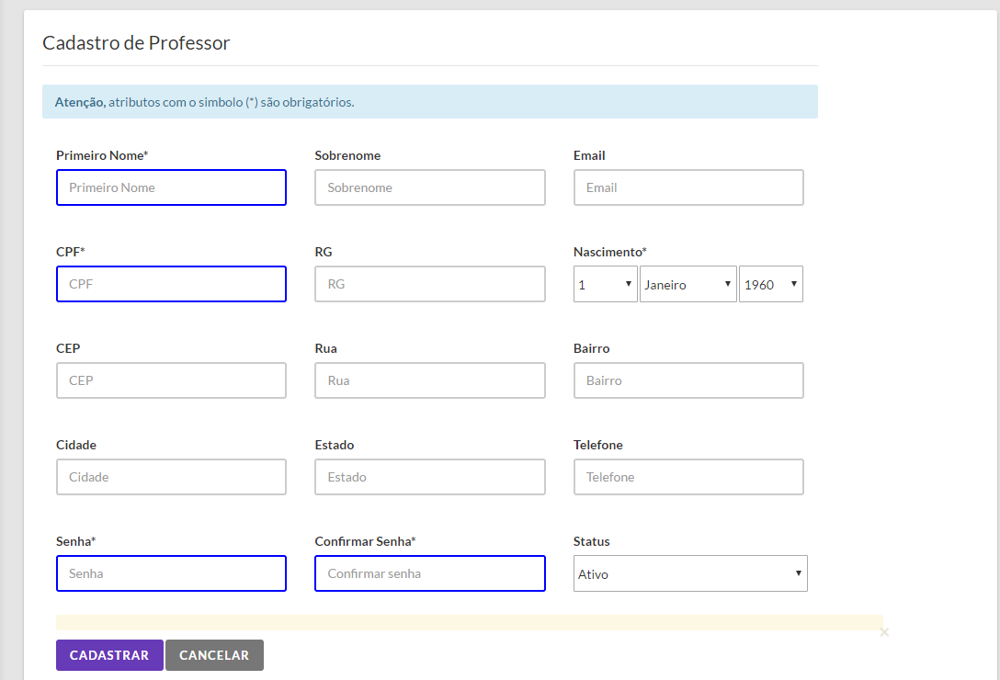 Cadastro de Professor
Atenção, atributos com o simbolo (*) são obrigatórios.
Primeiro Nome* Sobrenome Email
Primeiro Nome Sobrenome Email
CPF* RG Nascimento*
CPF RG 1 Janeiro 1960
CEP Rua Bairro
CEP Rua Bairro
Cidade Estado Telefone
Cidade Estado Telefone
Senha* Confirmar Senha* Status
Senha Confirmar senha Ativo
×
CADASTRAR CANCELAR